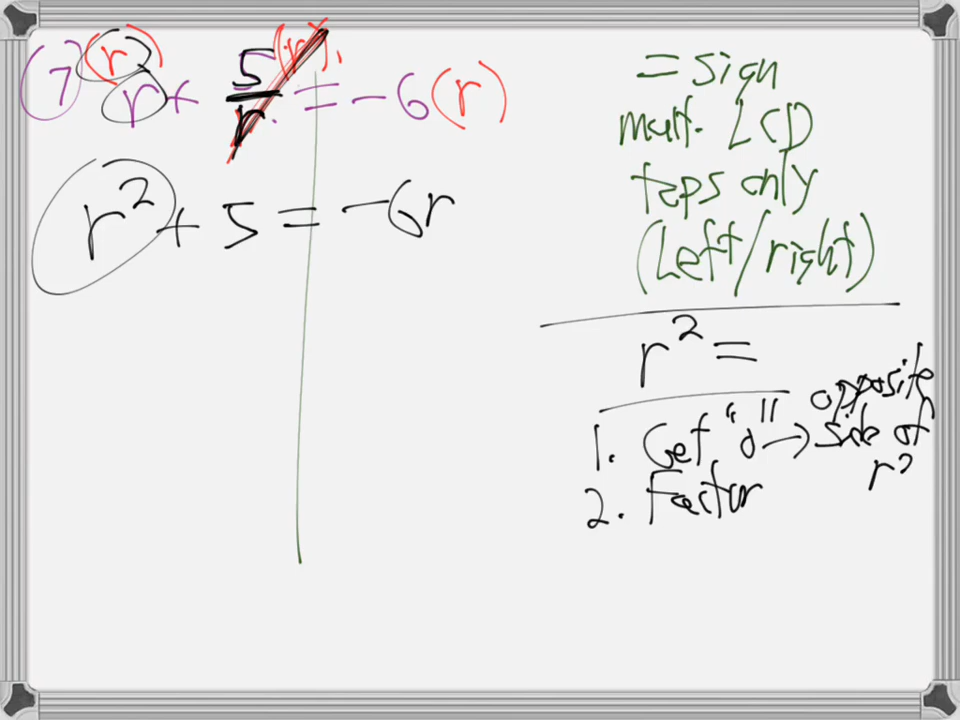 (7) (r) r + 5/r (r) = -6 (r)
r² + 5 = -6r
= sign
mult. LCD
tops only
(Left/right)
r² =
1. Get "0" → opposite side of r²
2. Factor